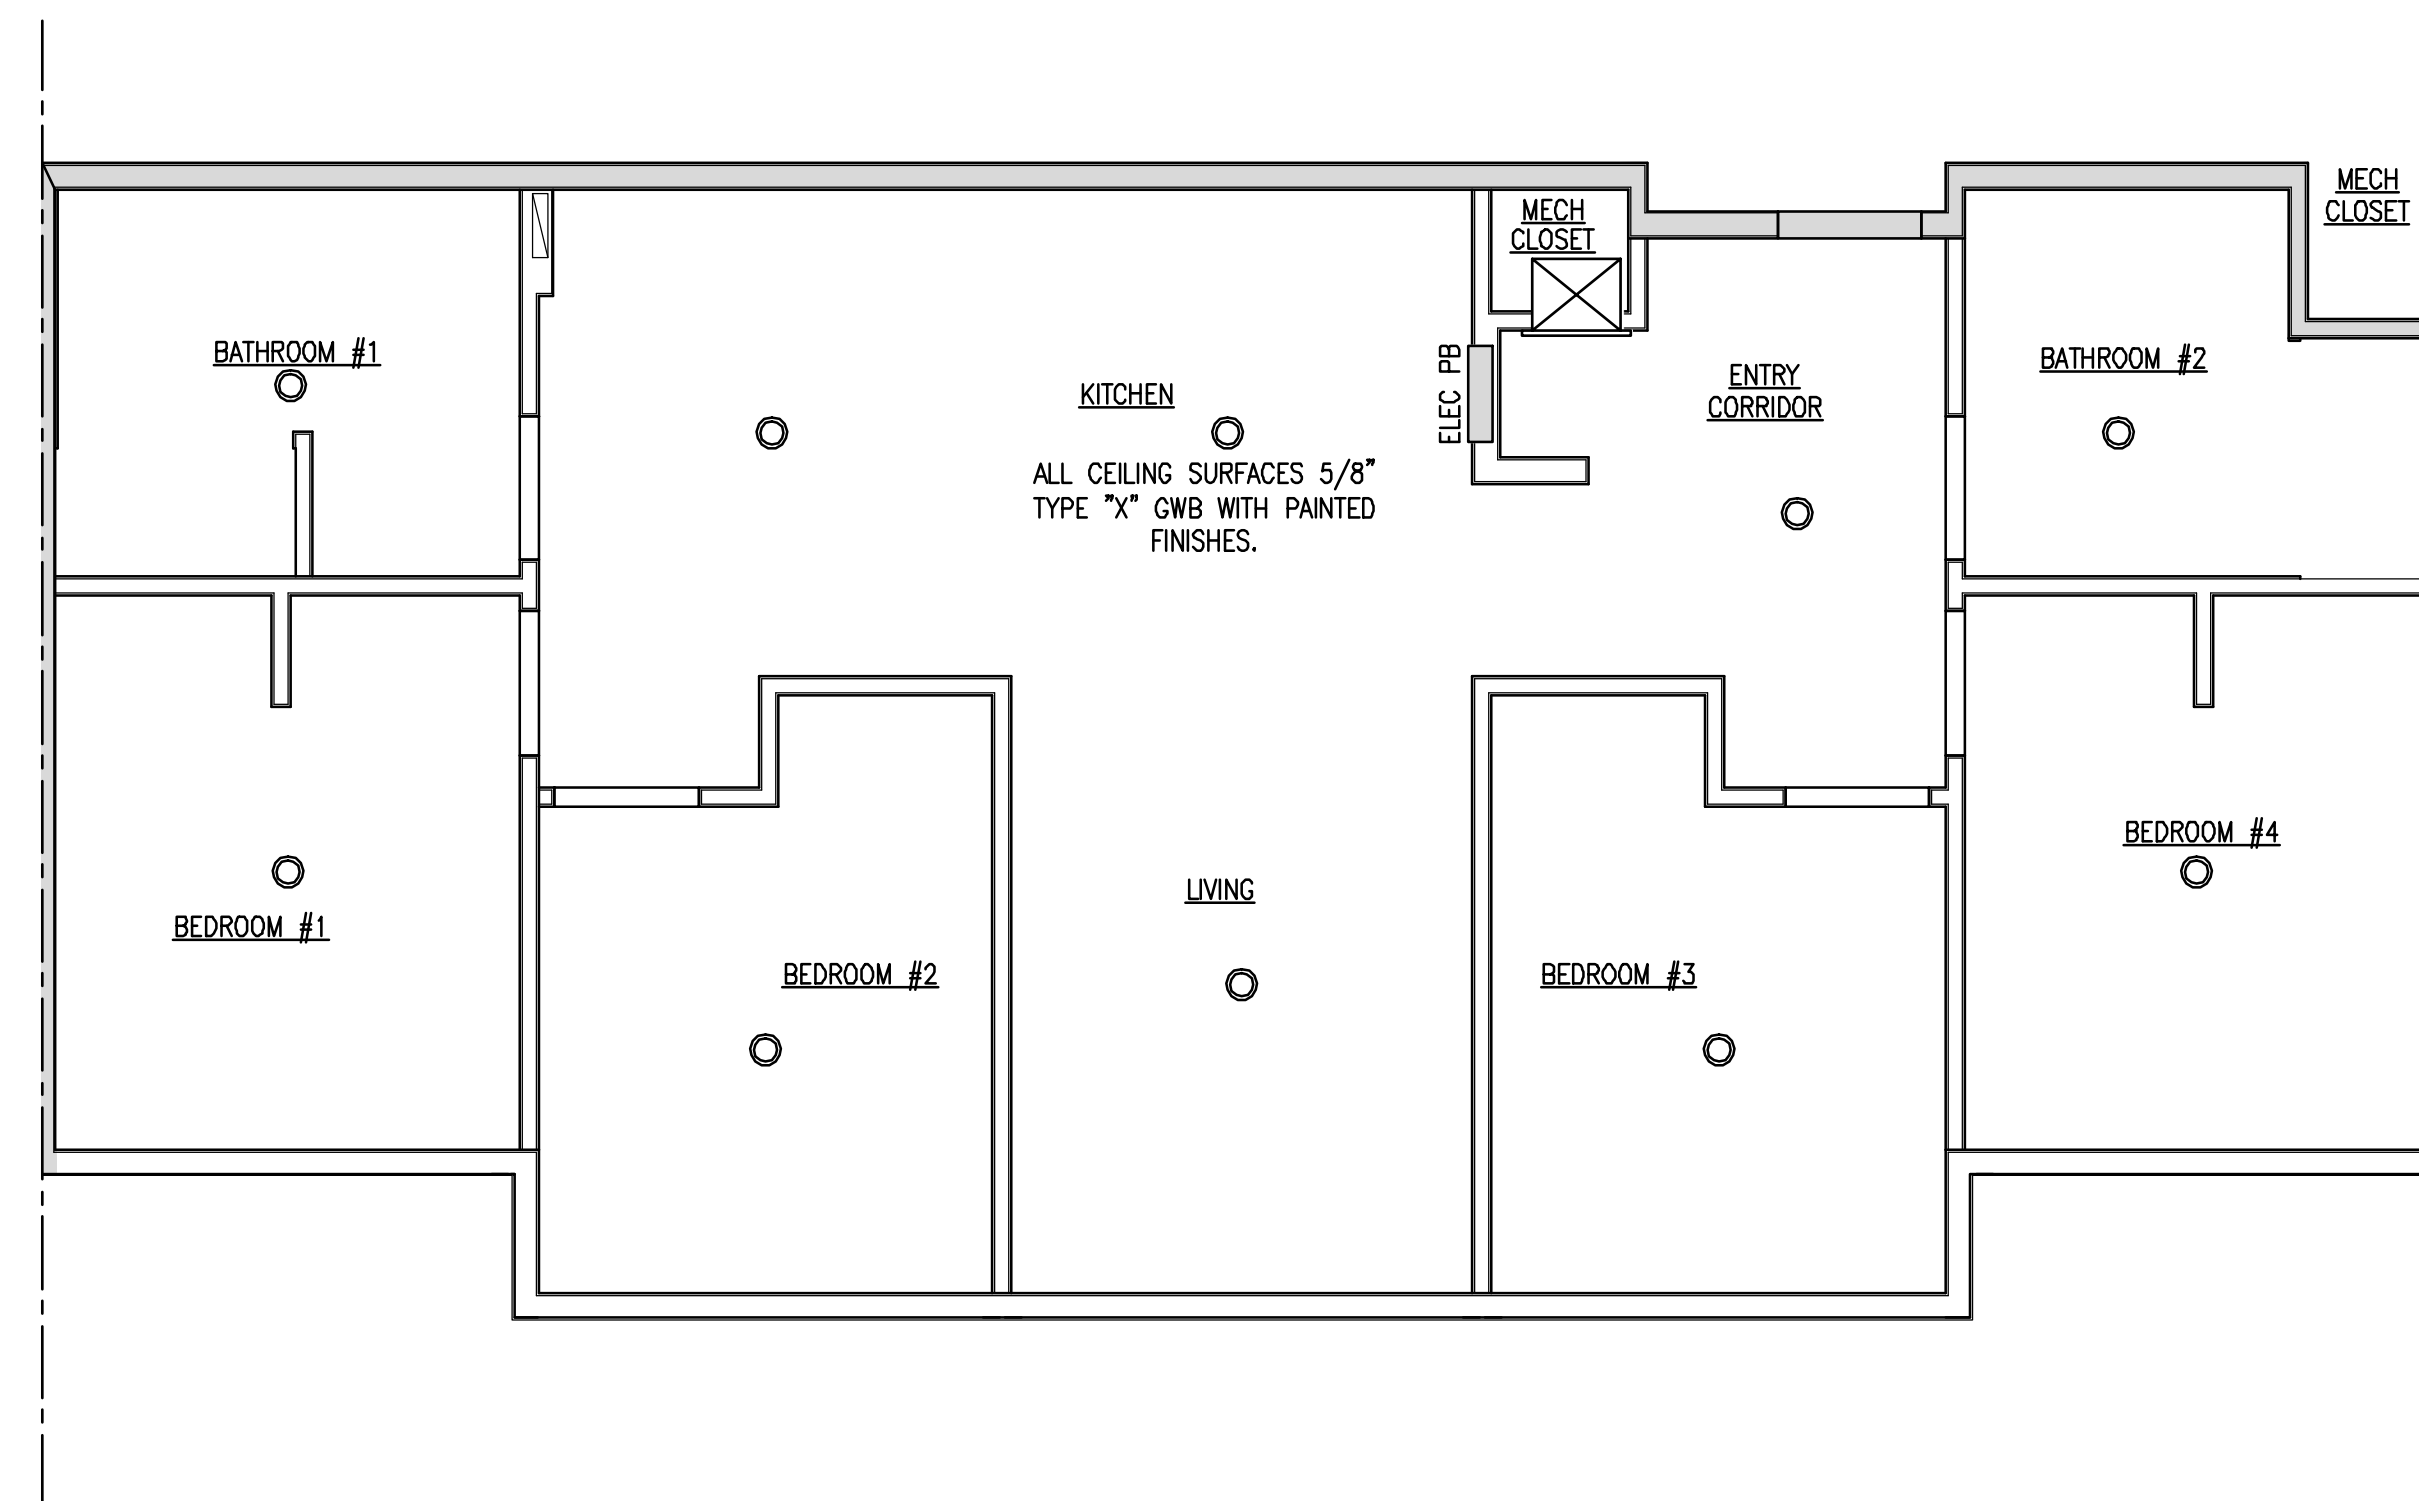 MECH
CLOSET
MECH
CLOSET
BATHROOM #1
KITCHEN
ELEC PB
ENTRY
CORRIDOR
BATHROOM #2
ALL CEILING SURFACES 5/8"
TYPE "X" GWB WITH PAINTED
FINISHES.
BEDROOM #1
BEDROOM #2
LIVING
BEDROOM #3
BEDROOM #4